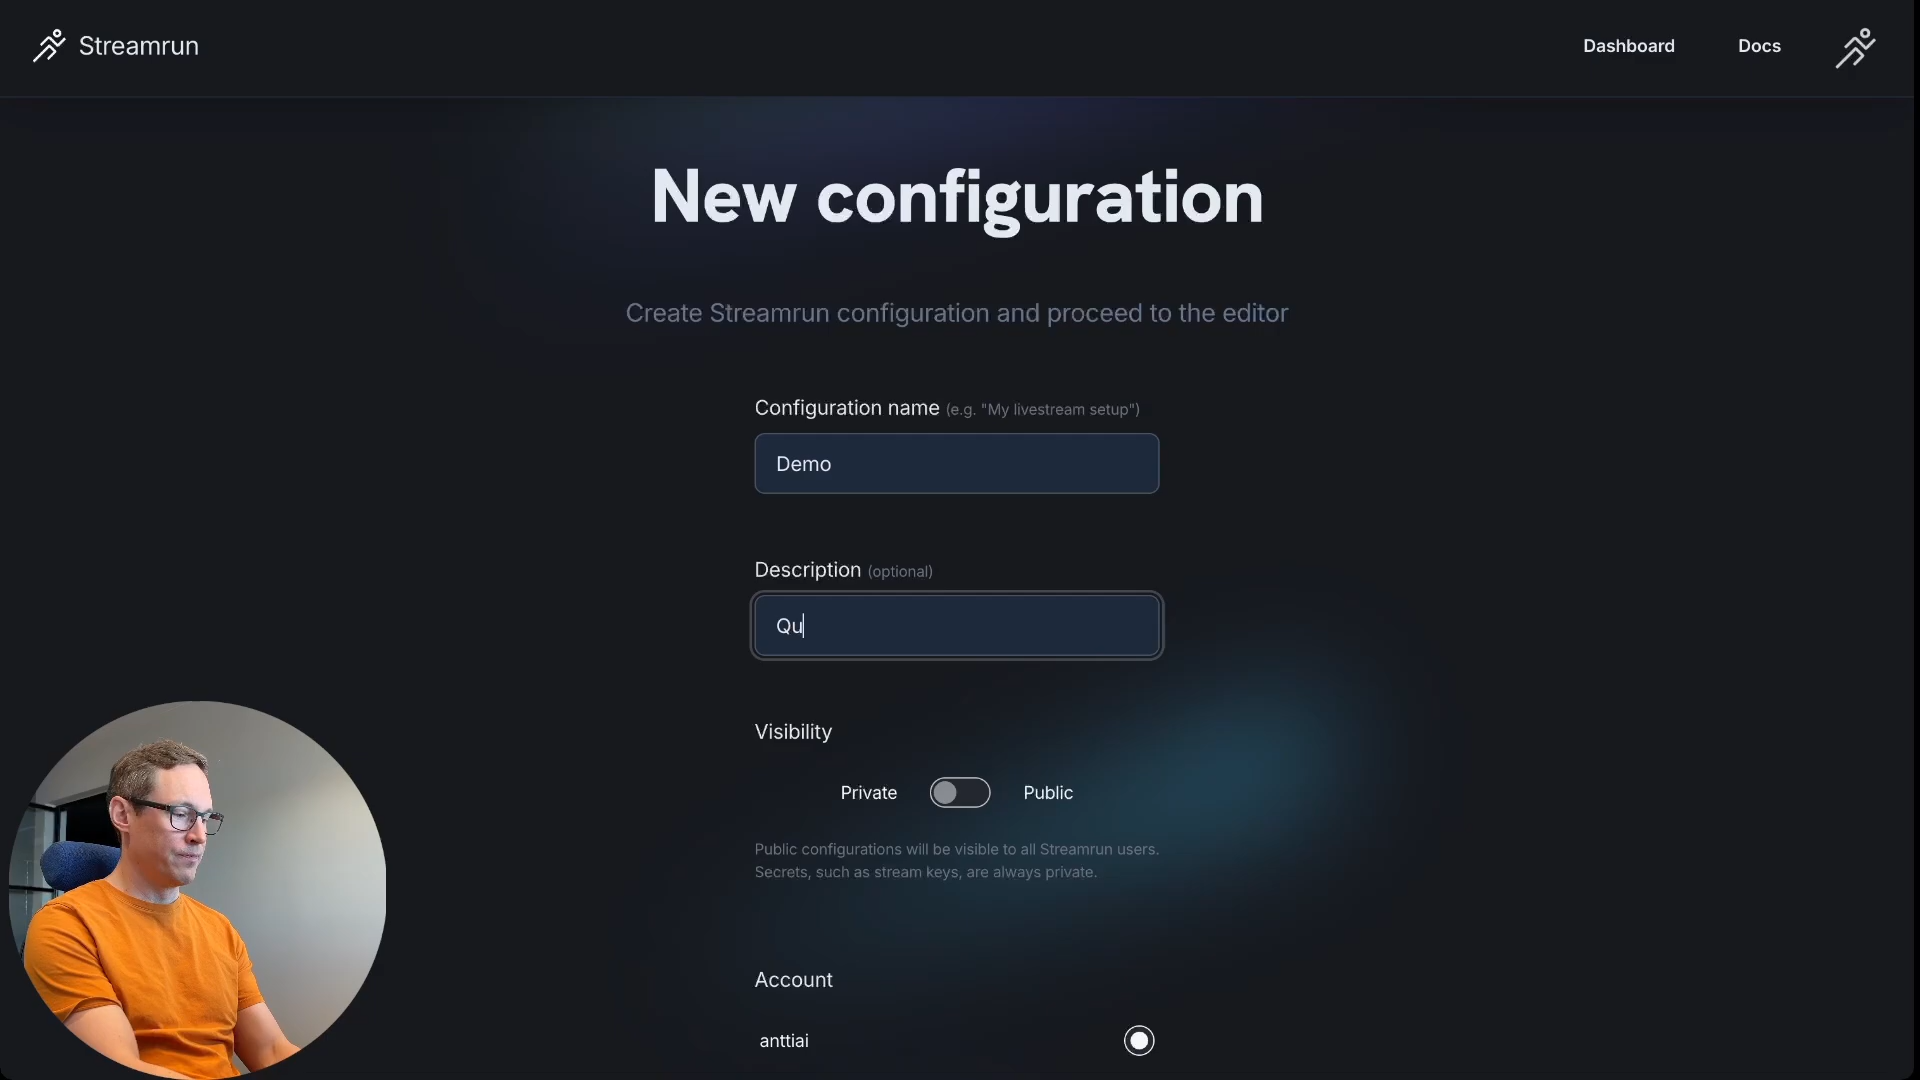 Streamrun
Dashboard
Docs
New configuration
Create Streamrun configuration and proceed to the editor
Configuration name (e.g. "My livestream setup")
Demo
Description (optional)
Qu
Visibility
Private
Public
Public configurations will be visible to all Streamrun users.
Secrets, such as stream keys, are always private.
Account
anttiai